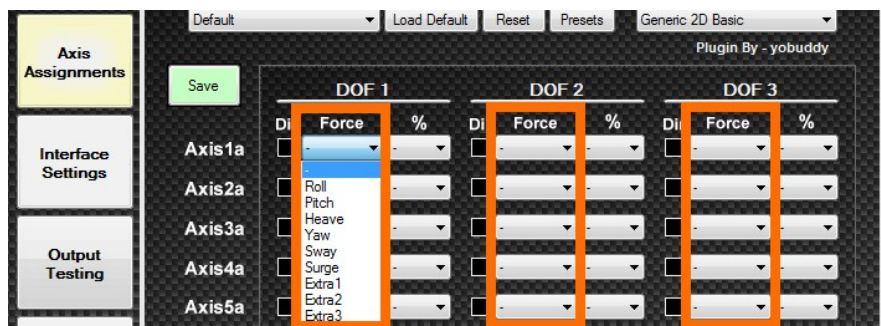 Default Load Default Reset Presets Generic 2D Basic
Plugin By - yobuddy
Axis
Assignments
Save
DOF 1 DOF 2 DOF 3
Force % Force % Dir Force %
Axis1a - - - - - -
Interface
Settings
-
Axis2a - - - - -
Roll
Pitch
Axis3a - - - - -
Heave
Yaw
Output
Testing
Axis4a - - - - -
Sway
Surge
Extra1
Axis5a - - - - -
Extra2
Extra3